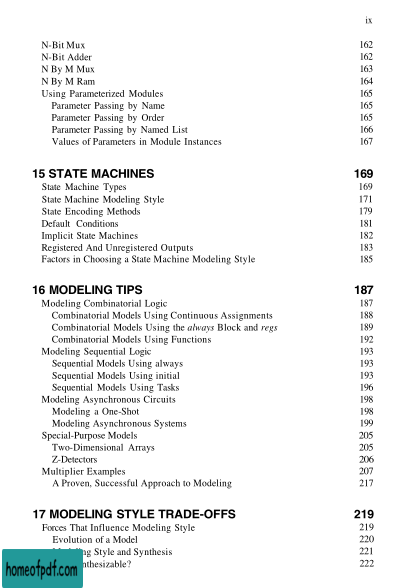 ix
N-Bit Mux 162
N-Bit Adder 162
N By M Mux 163
N By M Ram 164
Using Parameterized Modules 165
Parameter Passing by Name 165
Parameter Passing by Order 165
Parameter Passing by Named List 166
Values of Parameters in Module Instances 167
15 STATE MACHINES 169
State Machine Types 169
State Machine Modeling Style 171
State Encoding Methods 179
Default Conditions 181
Implicit State Machines 182
Registered And Unregistered Outputs 183
Factors in Choosing a State Machine Modeling Style 185
16 MODELING TIPS 187
Modeling Combinatorial Logic 187
Combinatorial Models Using Continuous Assignments 188
Combinatorial Models Using the always Block and regs 189
Combinatorial Models Using Functions 192
Modeling Sequential Logic 193
Sequential Models Using always 193
Sequential Models Using initial 193
Sequential Models Using Tasks 196
Modeling Asynchronous Circuits 198
Modeling a One-Shot 198
Modeling Asynchronous Systems 199
Special-Purpose Models 205
Two-Dimensional Arrays 205
Z-Detectors 206
Multiplier Examples 207
A Proven, Successful Approach to Modeling 217
17 MODELING STYLE TRADE-OFFS 219
Forces That Influence Modeling Style 219
Evolution of a Model 220
Style and Synthesis 221
222
homeofpdf.com